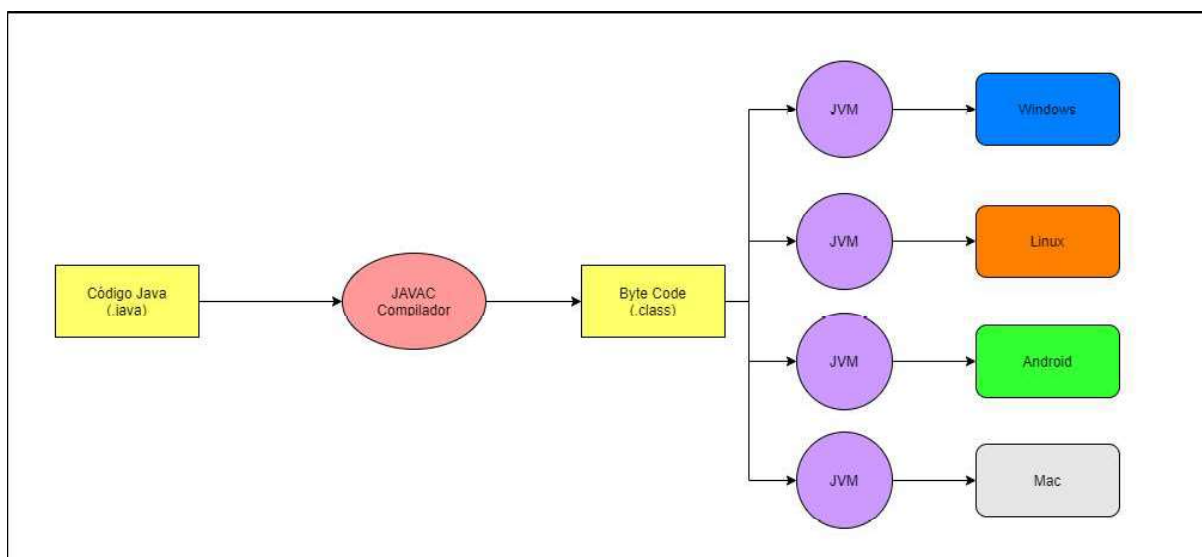 Código Java
(.java)
JAVAC
Compilador
Byte Code
(.class)
JVM
Windows
JVM
Linux
JVM
Android
JVM
Mac